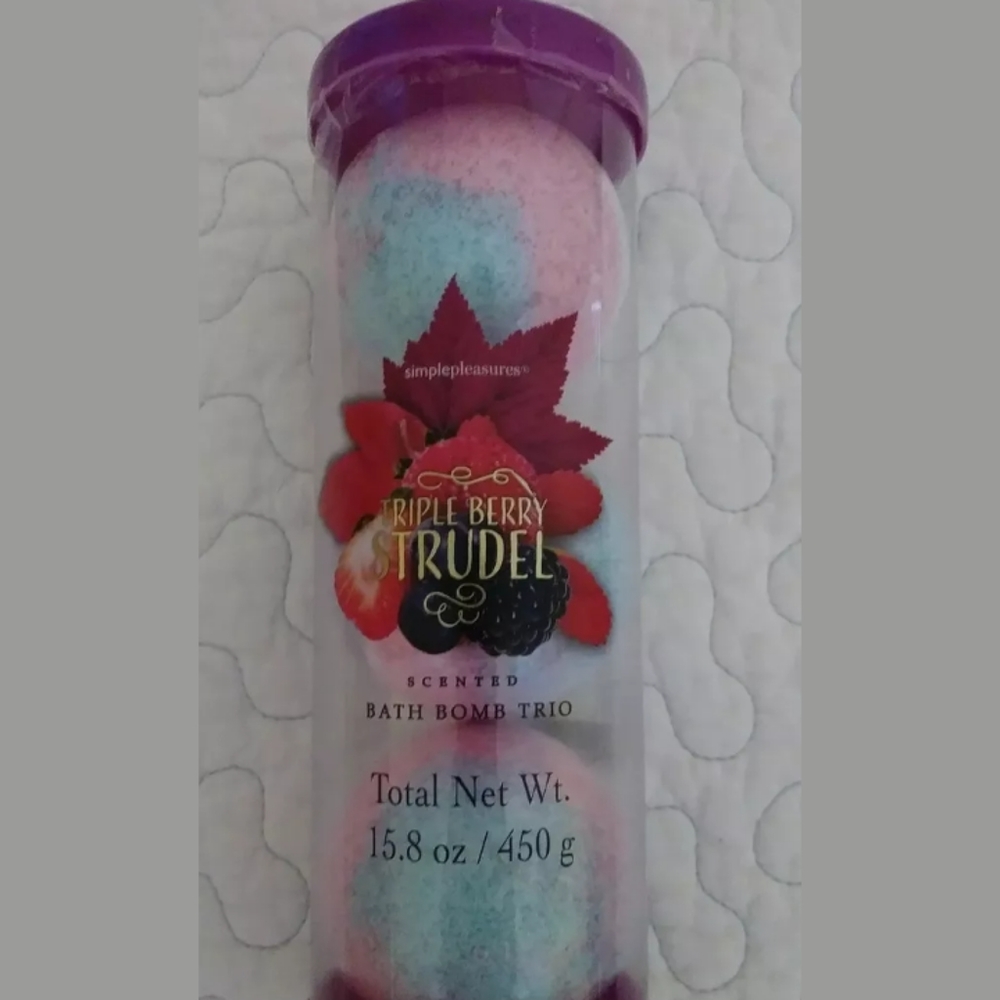 simplepleasures®
TRIPLE BERRY
STRUDEL
SCENTED
BATH BOMB TRIO
Total Net Wt.
15.8 oz / 450 g